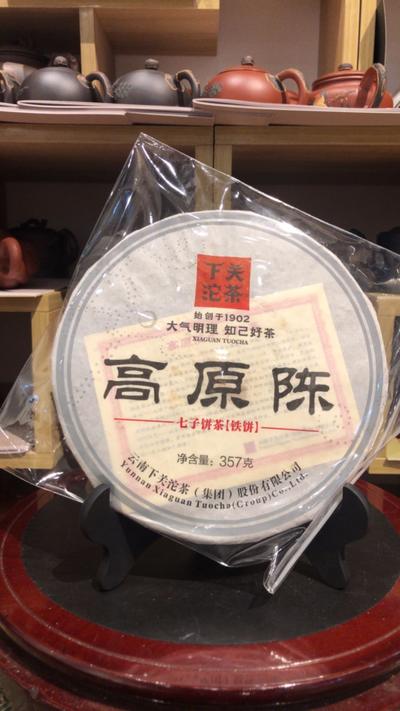 下关
沱茶
始创于1902
大气明理 知己好茶
XIAGUAN TUOCHA
高原陈
七子饼茶[铁饼]
净含量：357克
云南下关沱茶（集团）股份有限公司
Yunnan Xiaguan Tuocha(Group)Co.,Ltd.